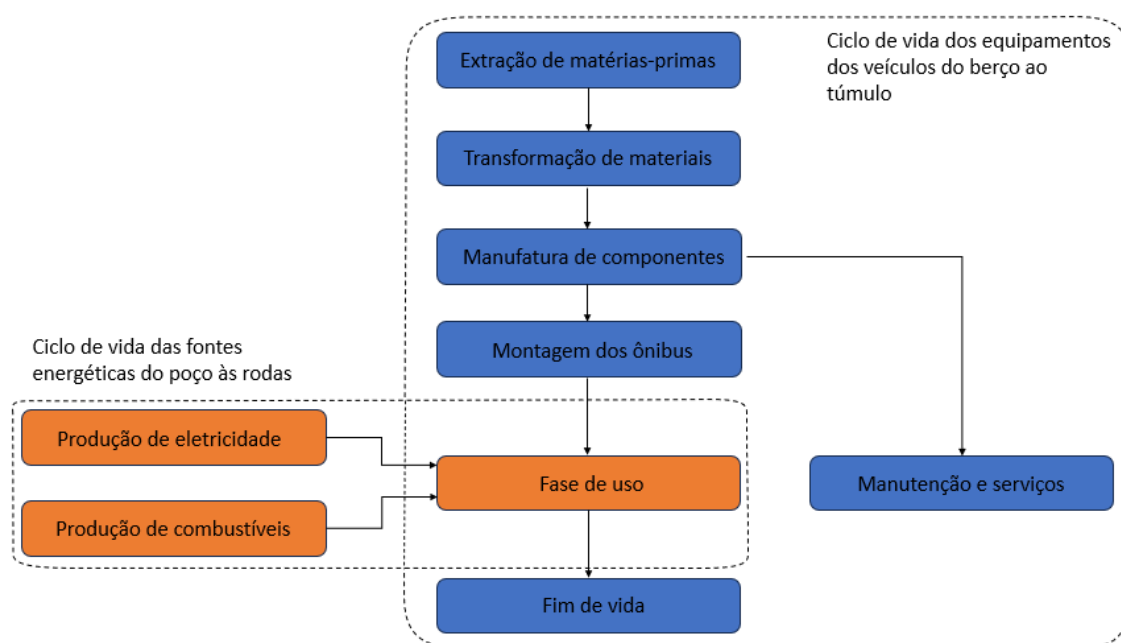 Extração de matérias-primas
Ciclo de vida dos equipamentos
dos veículos do berço ao
túmulo
Transformação de materiais
Manufatura de componentes
Montagem dos ônibus
Ciclo de vida das fontes
energéticas do poço às rodas
Produção de eletricidade
Fase de uso
Manutenção e serviços
Produção de combustíveis
Fim de vida